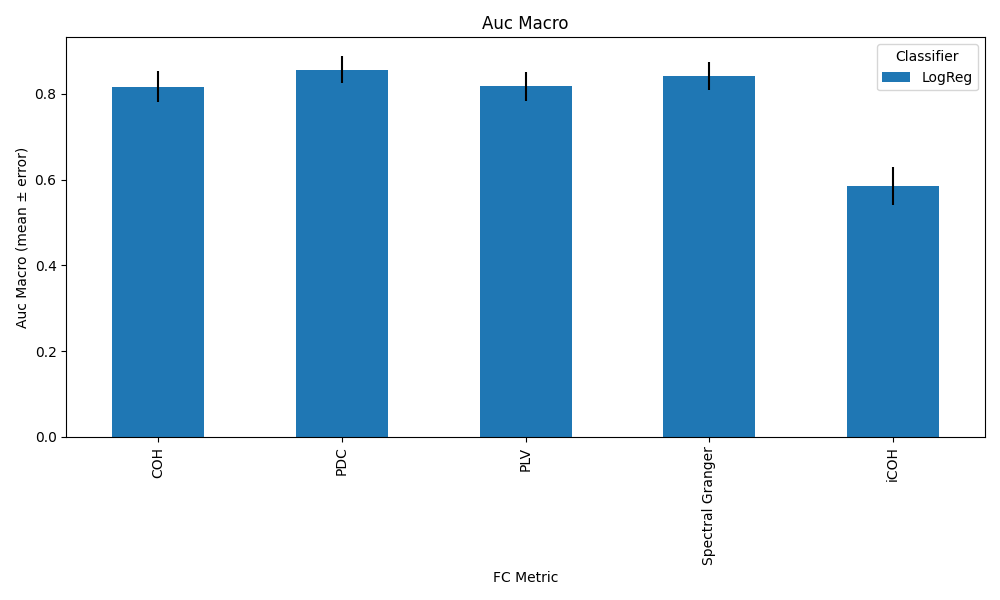 Auc Macro
Classifier
LogReg
Auc Macro (mean ± error)
0.8
0.6
0.4
0.2
0.0
COH
PDC
PLV
Spectral Granger
iCOH
FC Metric